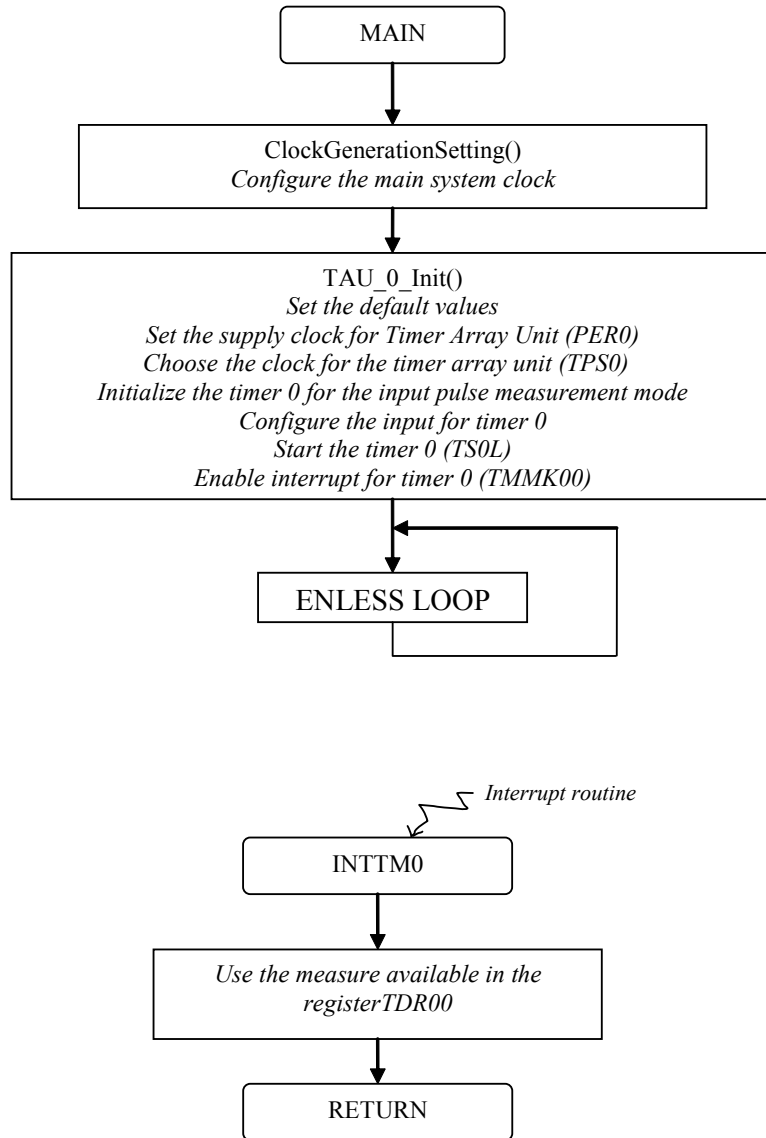 MAIN
ClockGenerationSetting()
Configure the main system clock
TAU_0_Init()
Set the default values
Set the supply clock for Timer Array Unit (PER0)
Choose the clock for the timer array unit (TPS0)
Initialize the timer 0 for the input pulse measurement mode
Configure the input for timer 0
Start the timer 0 (TS0L)
Enable interrupt for timer 0 (TMMK00)
ENLESS LOOP
Interrupt routine
INTTM0
Use the measure available in the
registerTDR00
RETURN